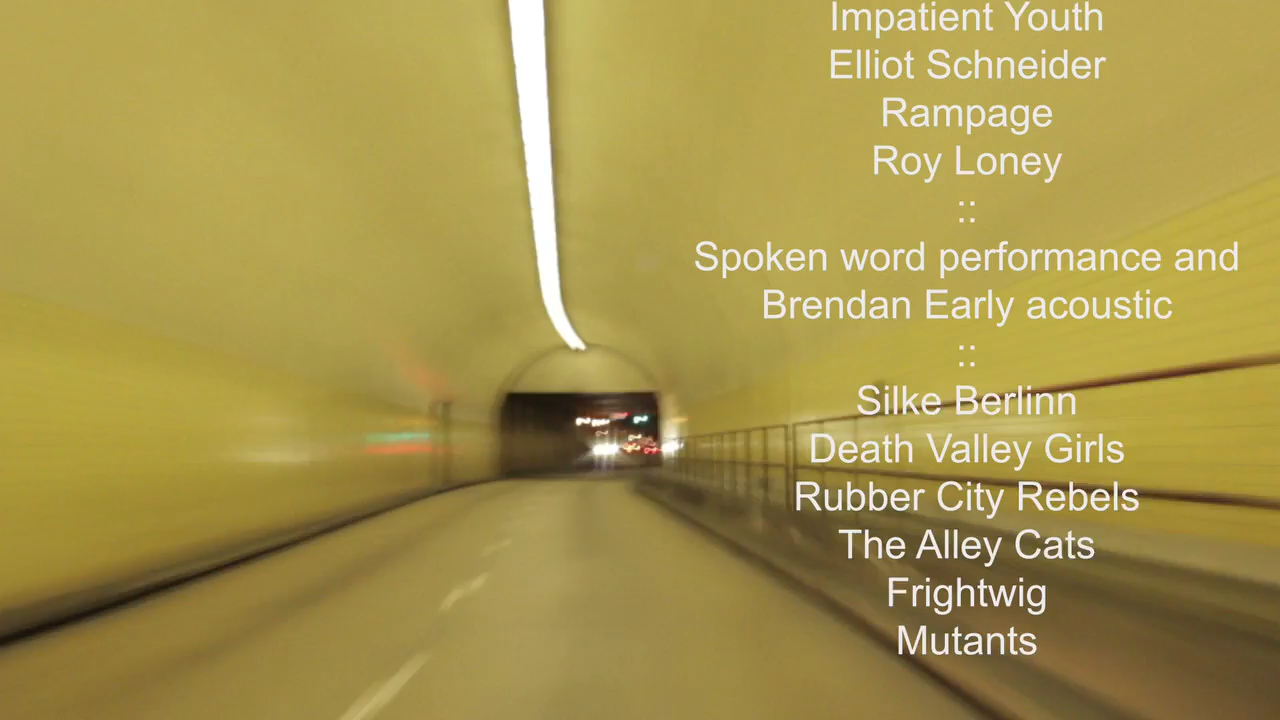 Impatient Youth
Elliot Schneider
Rampage
Roy Loney
::
Spoken word performance and
Brendan Early acoustic
::
Silke Berlinn
Death Valley Girls
Rubber City Rebels
The Alley Cats
Frightwig
Mutants